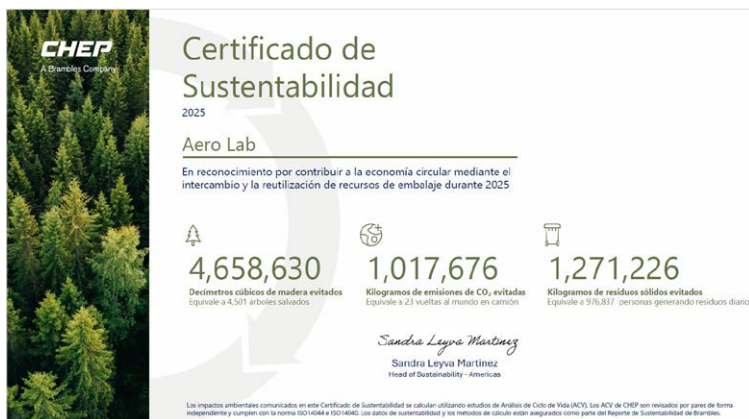 CHEP
A Brambles Company
Certificado de
Sustentabilidad
2025
Aero Lab
En reconocimiento por contribuir a la economía circular mediante el
intercambio y la reutilización de recursos de embalaje durante 2025
4,658,630
Decímetros cúbicos de madera evitados
Equivale a 4,501 arboles salvados
1,017,676
Kilogramos de emisiones de CO₂ evitadas
Equivale a 23 vueltas al mundo en camión
1,271,226
Kilogramos de residuos sólidos evitados
Equivale a 976,837 personas generando residuos diario
Sandra Leyva Martinez
Sandra Leyva Martinez
Head of Sustainability - Americas
Los impactos ambientales comunicados en este Certificado de Sustentabilidad se calculan utilizando estudios de Análisis de Ciclo de Vida (ACV). Los ACV de CHEP son revisados por pares de forma
independiente y cumplen con la norma ISO14044 e ISO14040. Los datos de sustentabilidad y los métodos de cálculo están asegurados como parte del Reporte de Sustentabilidad de Brambles.